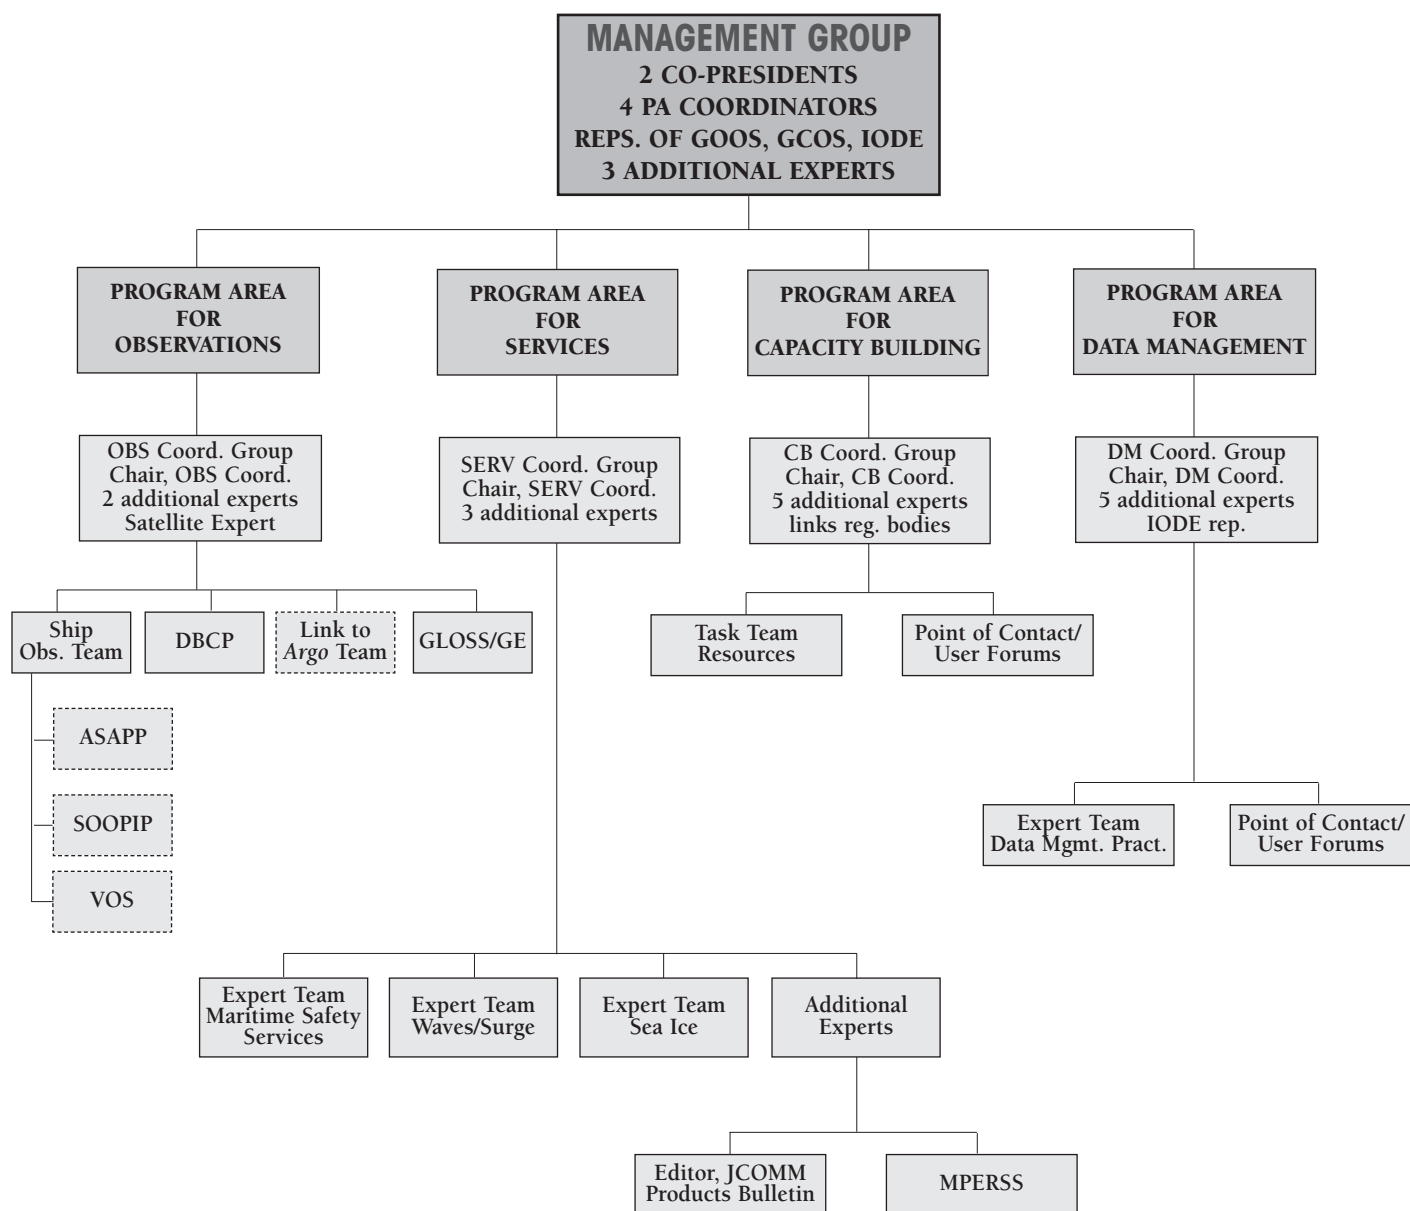 MANAGEMENT GROUP
2 CO-PRESIDENTS
4 PA COORDINATORS
REPS. OF GOOS, GCOS, IODE
3 ADDITIONAL EXPERTS
PROGRAM AREA
FOR
OBSERVATIONS
PROGRAM AREA
FOR
SERVICES
PROGRAM AREA
FOR
CAPACITY BUILDING
PROGRAM AREA
FOR
DATA MANAGEMENT
OBS Coord. Group
Chair, OBS Coord.
2 additional experts
Satellite Expert
SERV Coord. Group
Chair, SERV Coord.
3 additional experts
CB Coord. Group
Chair, CB Coord.
5 additional experts
links reg. bodies
DM Coord. Group
Chair, DM Coord.
5 additional experts
IODE rep.
Ship
Obs. Team
DBCP
Link to
Argo Team
GLOSS/GE
Task Team
Resources
Point of Contact/
User Forums
ASAPP
SOOPIP
VOS
Expert Team
Data Mgmt. Pract.
Point of Contact/
User Forums
Expert Team
Maritime Safety
Services
Expert Team
Waves/Surge
Expert Team
Sea Ice
Additional
Experts
Editor, JCOMM
Products Bulletin
MPERSS